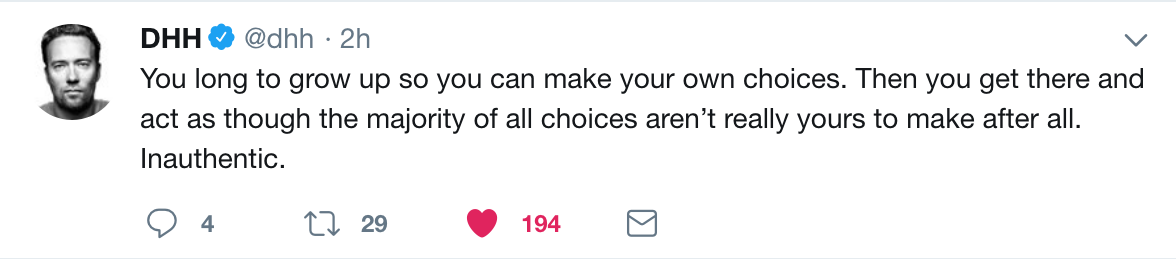 DHH @dhh · 2h
You long to grow up so you can make your own choices. Then you get there and
act as though the majority of all choices aren’t really yours to make after all.
Inauthentic.
4 29 194